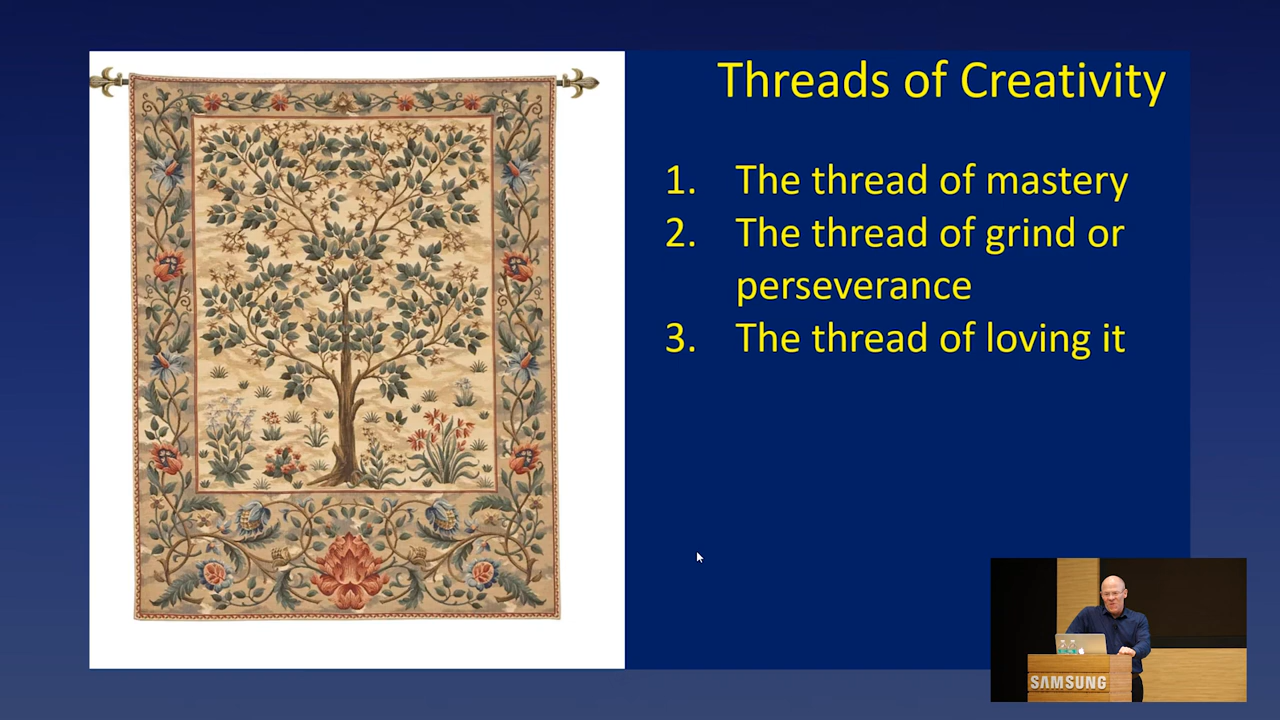 Threads of Creativity
1. The thread of mastery
2. The thread of grind or
perseverance
3. The thread of loving it
SAMSUNG